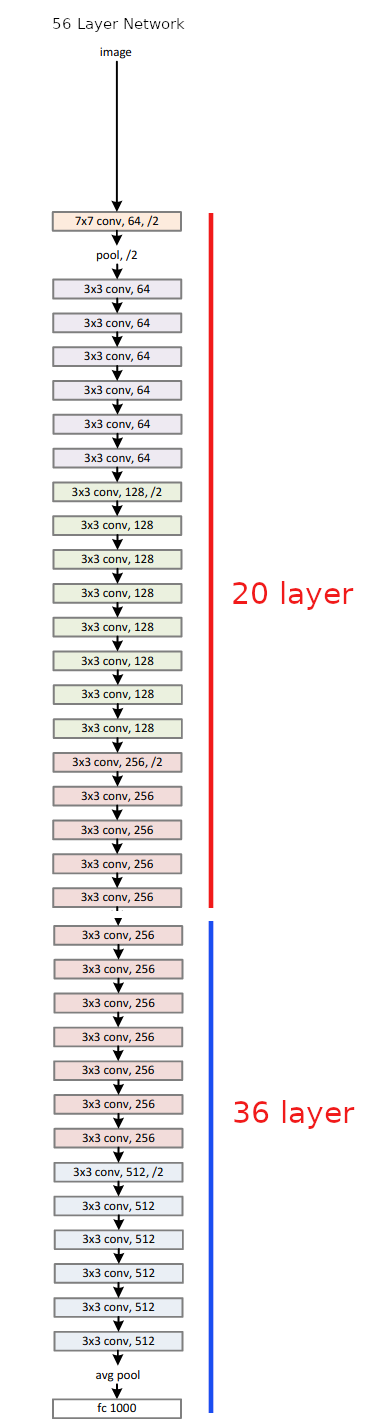 56 Layer Network
image
7x7 conv, 64, /2
pool, /2
3x3 conv, 64
3x3 conv, 64
3x3 conv, 64
3x3 conv, 64
3x3 conv, 64
3x3 conv, 64
3x3 conv, 128, /2
3x3 conv, 128
3x3 conv, 128
3x3 conv, 128
20 layer
3x3 conv, 128
3x3 conv, 128
3x3 conv, 128
3x3 conv, 128
3x3 conv, 256, /2
3x3 conv, 256
3x3 conv, 256
3x3 conv, 256
3x3 conv, 256
3x3 conv, 256
3x3 conv, 256
3x3 conv, 256
3x3 conv, 256
3x3 conv, 256
3x3 conv, 256
36 layer
3x3 conv, 256
3x3 conv, 512, /2
3x3 conv, 512
3x3 conv, 512
3x3 conv, 512
3x3 conv, 512
3x3 conv, 512
avg pool
fc 1000